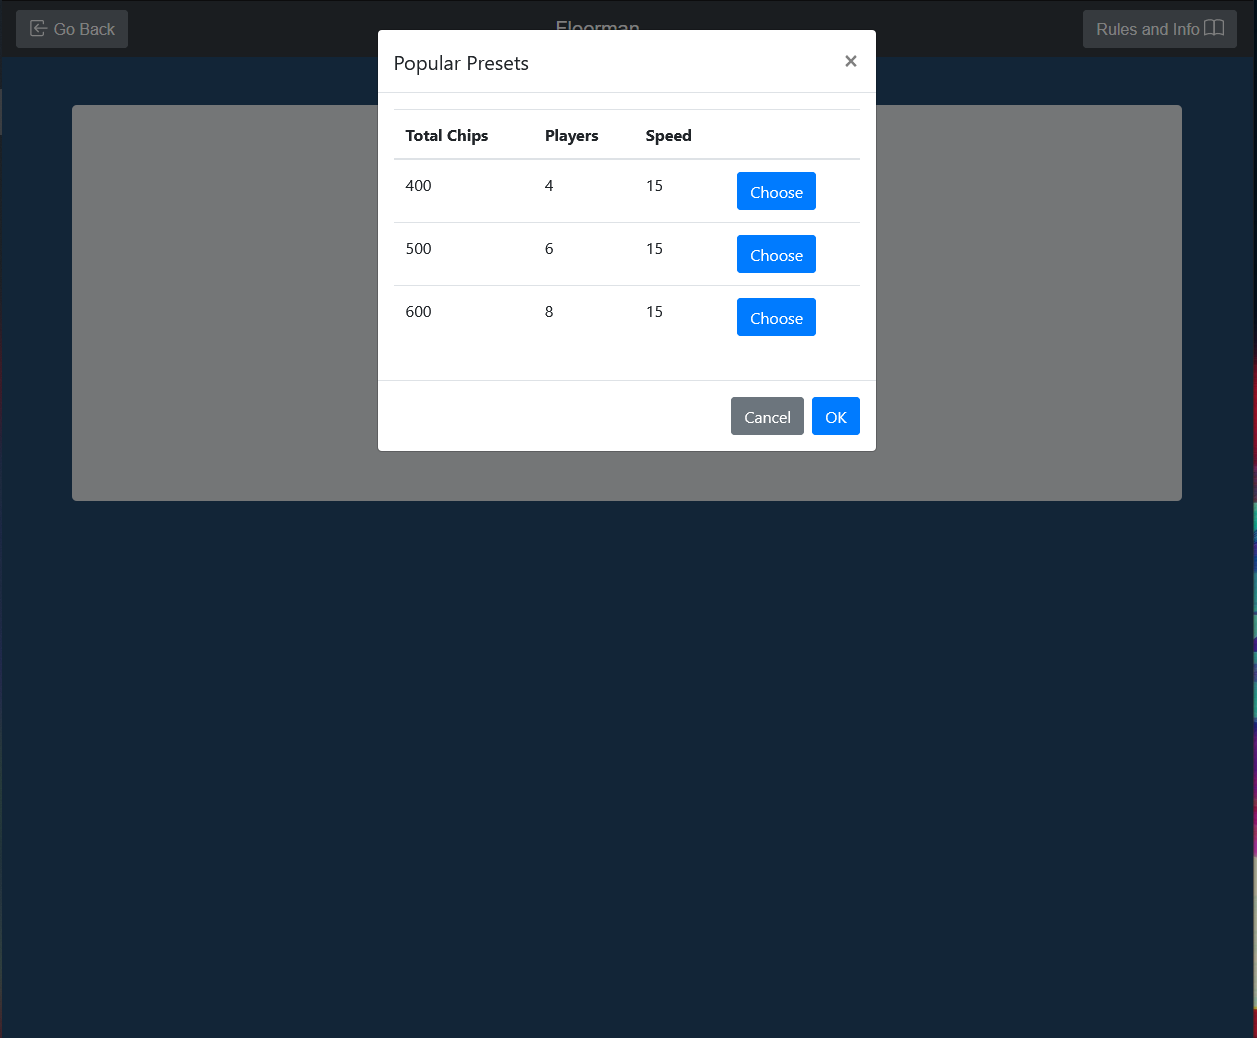 Go Back
Floorman
Rules and Info
Popular Presets
×
Total Chips Players Speed
400 4 15 Choose
500 6 15 Choose
600 8 15 Choose
Cancel OK